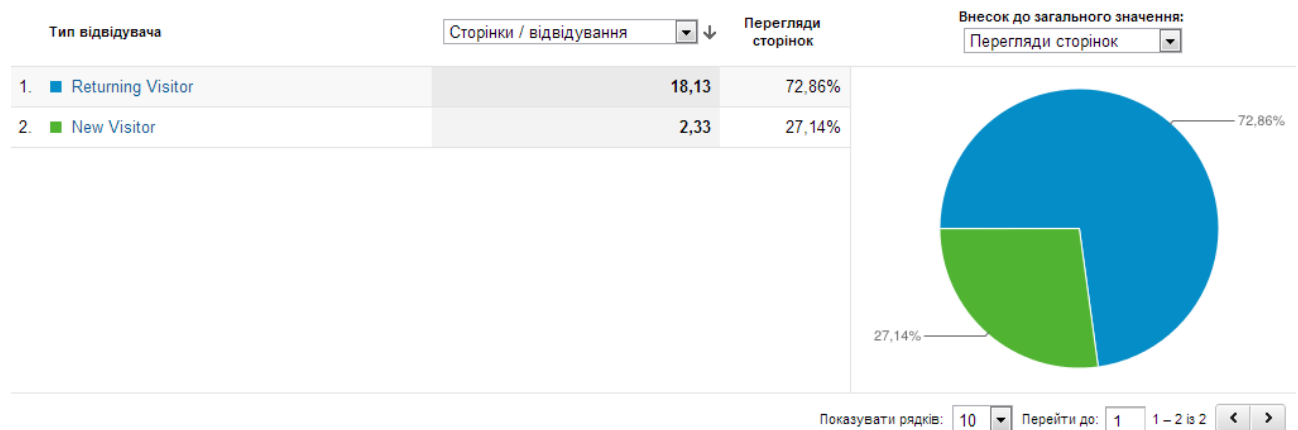 Тип відвідувача
Сторінки / відвідування
Перегляди
сторінок
Внесок до загального значення:
Перегляди сторінок
1. Returning Visitor 18,13 72,86%
2. New Visitor 2,33 27,14%
72,86%
27,14%
Показувати рядків: 10 Перейти до: 1 1 – 2 із 2